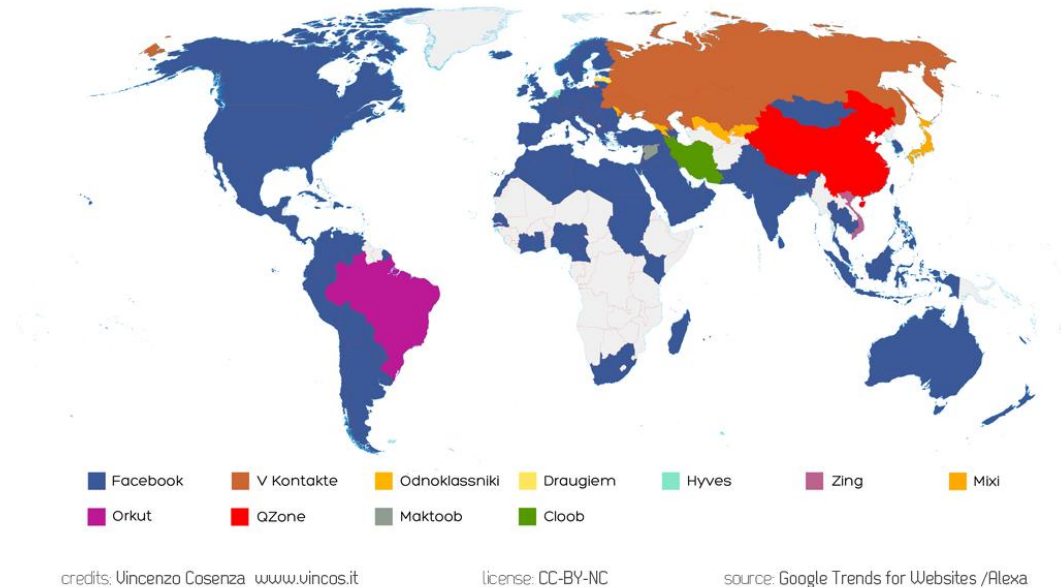 Facebook V Kontakte Odnoklassniki Draugiem Hyves Zing Mixi
Orkut QZone Maktoob Cloob
credits: Vincenzo Cosenza www.vincos.it license: CC-BY-NC source: Google Trends for Websites /Alexa